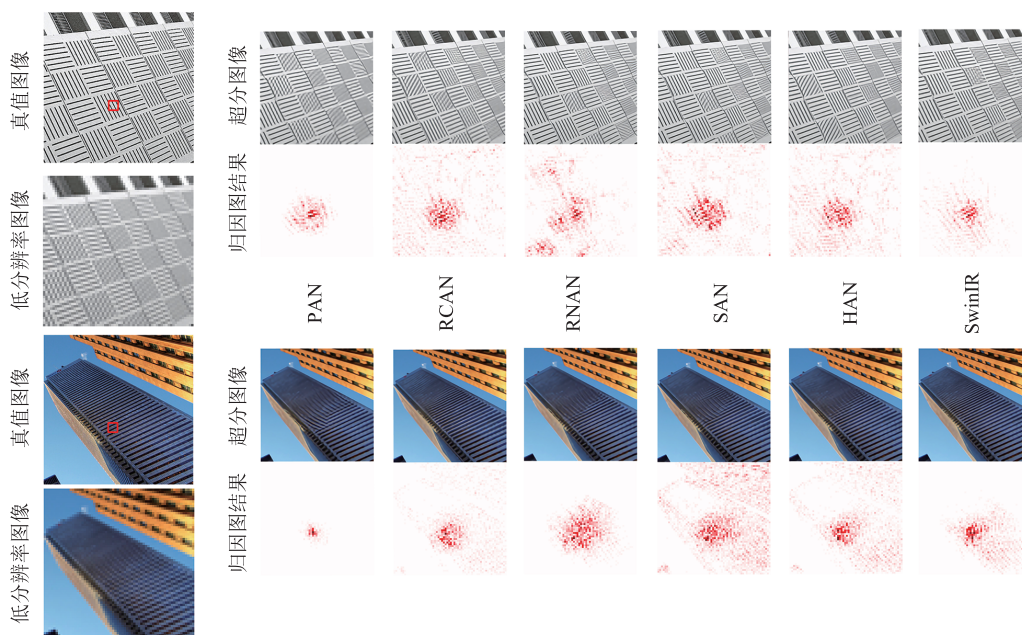 真值图像
低分辨率图像
真值图像
低分辨率图像
超分图像
归因图结果
PAN
RCAN
RNAN
SAN
HAN
SwinIR
超分图像
归因图结果